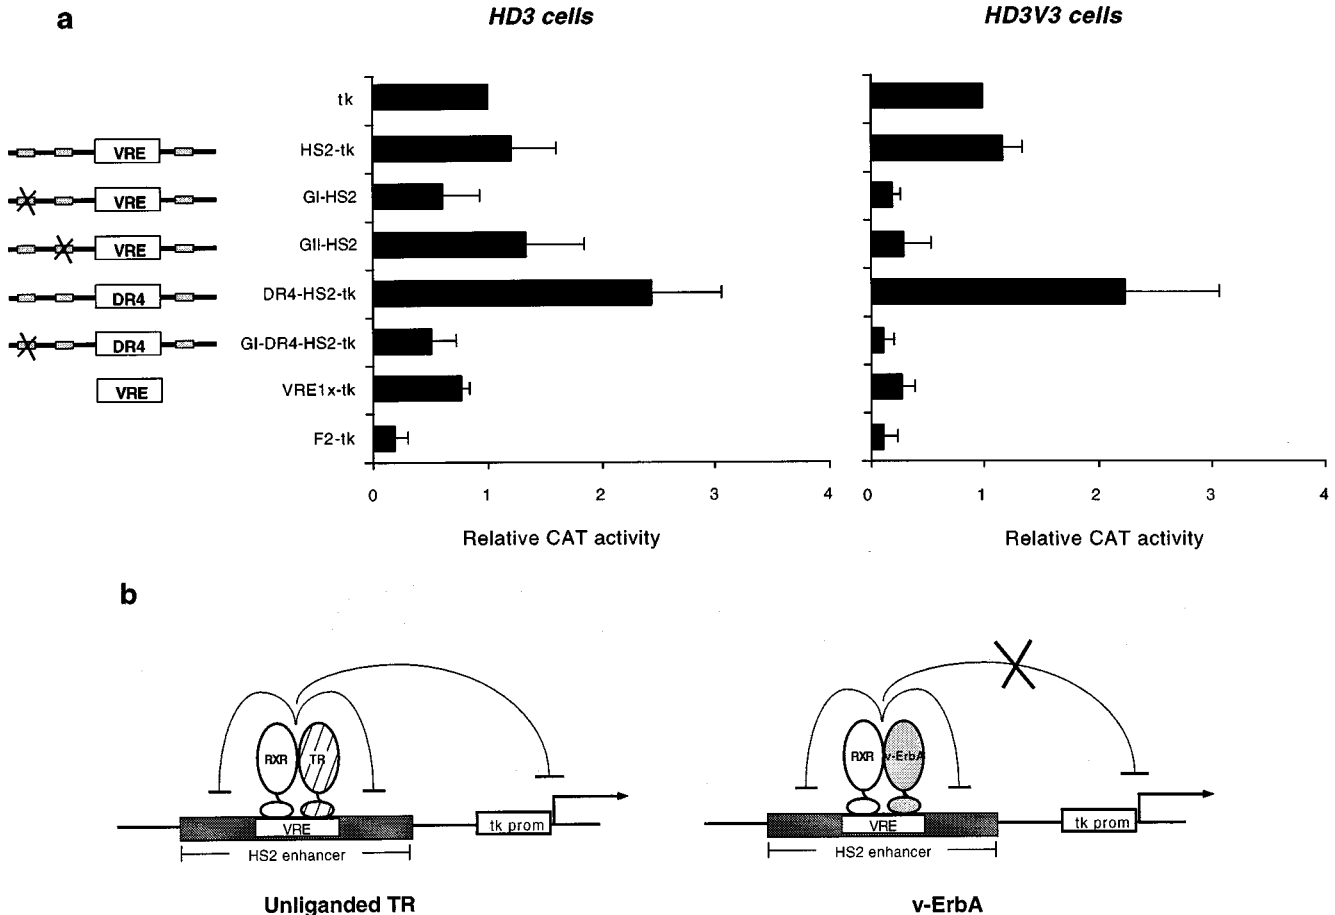 a
HD3 cells
HD3V3 cells
tk
VRE
HS2-tk
VRE
GI-HS2
VRE
GII-HS2
DR4
DR4-HS2-tk
DR4
GI-DR4-HS2-tk
VRE
VRE1x-tk
F2-tk
0 1 2 3 4
0 1 2 3 4
Relative CAT activity
Relative CAT activity
b
RXR TR
VRE
tk prom
HS2 enhancer
Unliganded TR
RXR v-ErbA
VRE
tk prom
HS2 enhancer
v-ErbA